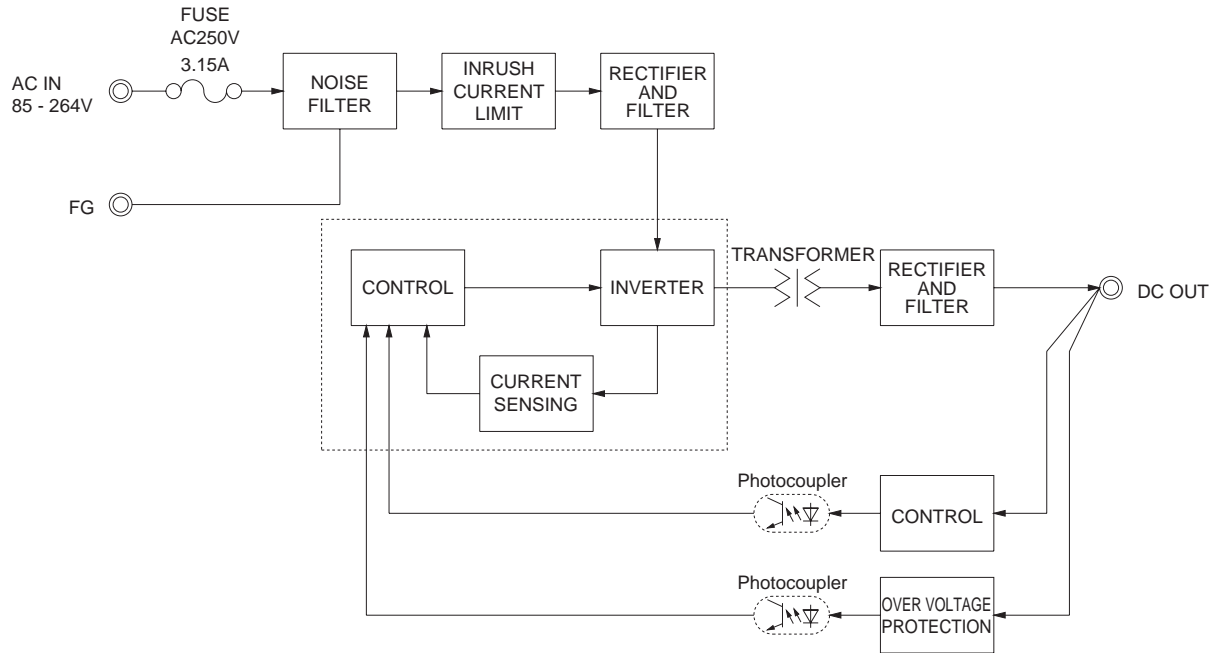 FUSE
AC250V
3.15A
AC IN
85 - 264V
NOISE
FILTER
INRUSH
CURRENT
LIMIT
RECTIFIER
AND
FILTER
FG
CONTROL
INVERTER
TRANSFORMER
RECTIFIER
AND
FILTER
DC OUT
CURRENT
SENSING
Photocoupler
CONTROL
Photocoupler
OVER VOLTAGE
PROTECTION